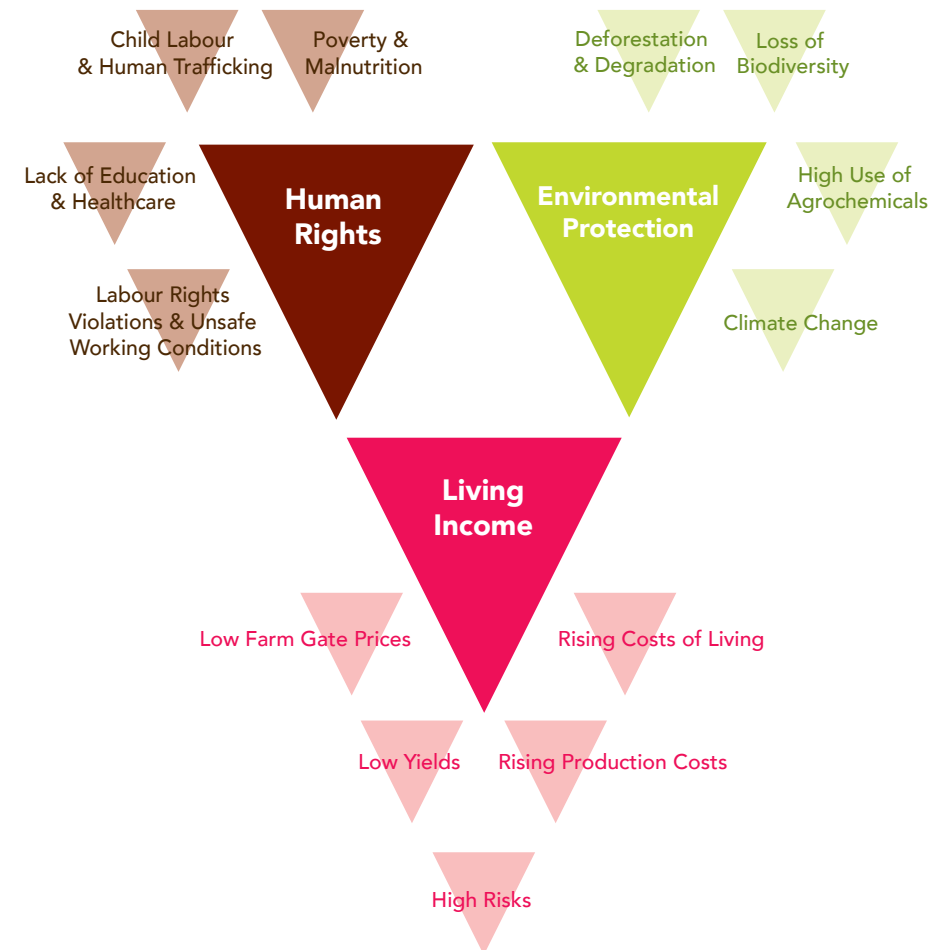 Child Labour
& Human Trafficking
Poverty &
Malnutrition
Deforestation
& Degradation
Loss of
Biodiversity
Lack of Education
& Healthcare
Human
Rights
Environmental
Protection
High Use of
Agrochemicals
Labour Rights
Violations & Unsafe
Working Conditions
Climate Change
Living
Income
Low Farm Gate Prices
Rising Costs of Living
Low Yields
Rising Production Costs
High Risks